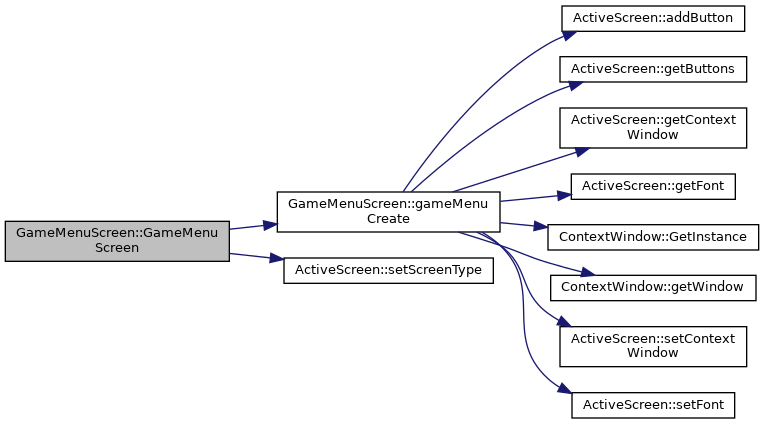 GameMenuScreen::GameMenu
Screen
GameMenuScreen::gameMenu
Create
ActiveScreen::setScreenType
ActiveScreen::addButton
ActiveScreen::getButtons
ActiveScreen::getContext
Window
ActiveScreen::getFont
ContextWindow::GetInstance
ContextWindow::getWindow
ActiveScreen::setContext
Window
ActiveScreen::setFont